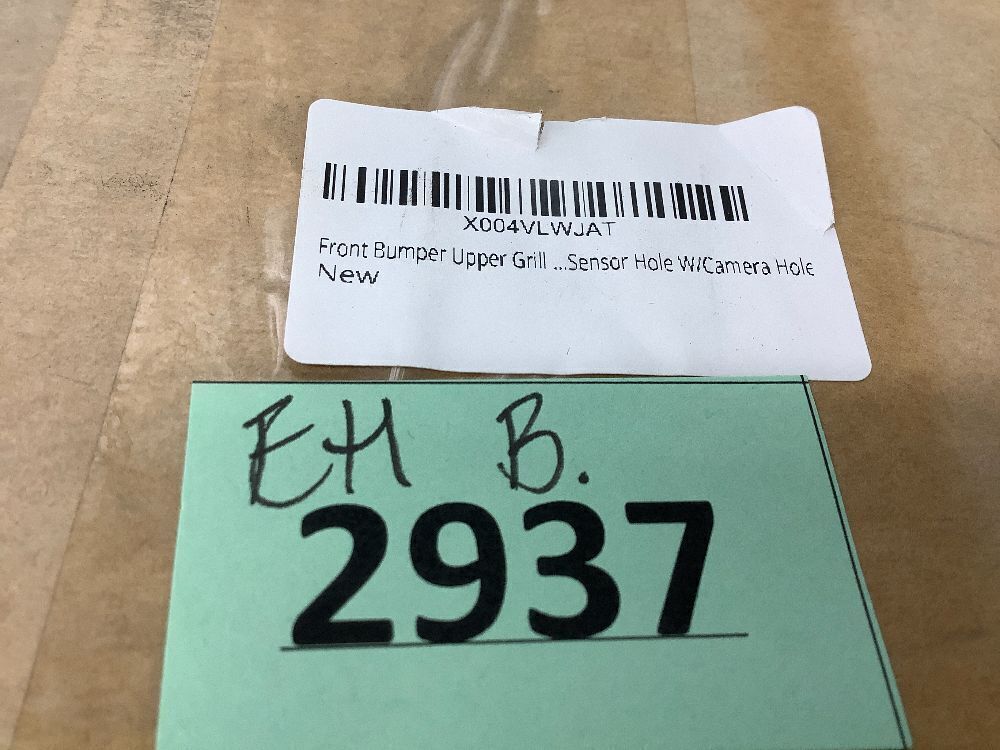 X004VLWJAT
Front Bumper Upper Grill ...Sensor Hole W/Camera Hole
New
EH B.
2937